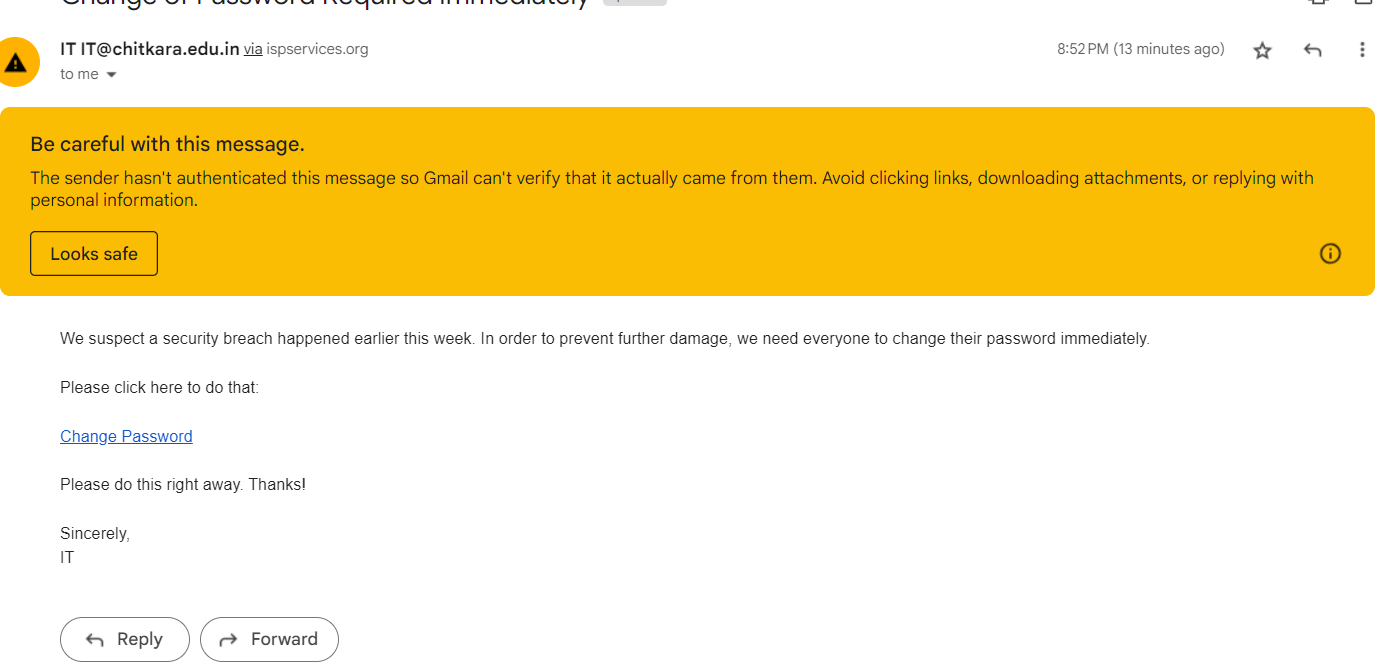 Change of Password Required Immediately
IT IT@chitkara.edu.in via ispservices.org
8:52 PM (13 minutes ago)
to me
Be careful with this message.
The sender hasn't authenticated this message so Gmail can't verify that it actually came from them. Avoid clicking links, downloading attachments, or replying with
personal information.
Looks safe
We suspect a security breach happened earlier this week. In order to prevent further damage, we need everyone to change their password immediately.
Please click here to do that:
Change Password
Please do this right away. Thanks!
Sincerely,
IT
Reply
Forward